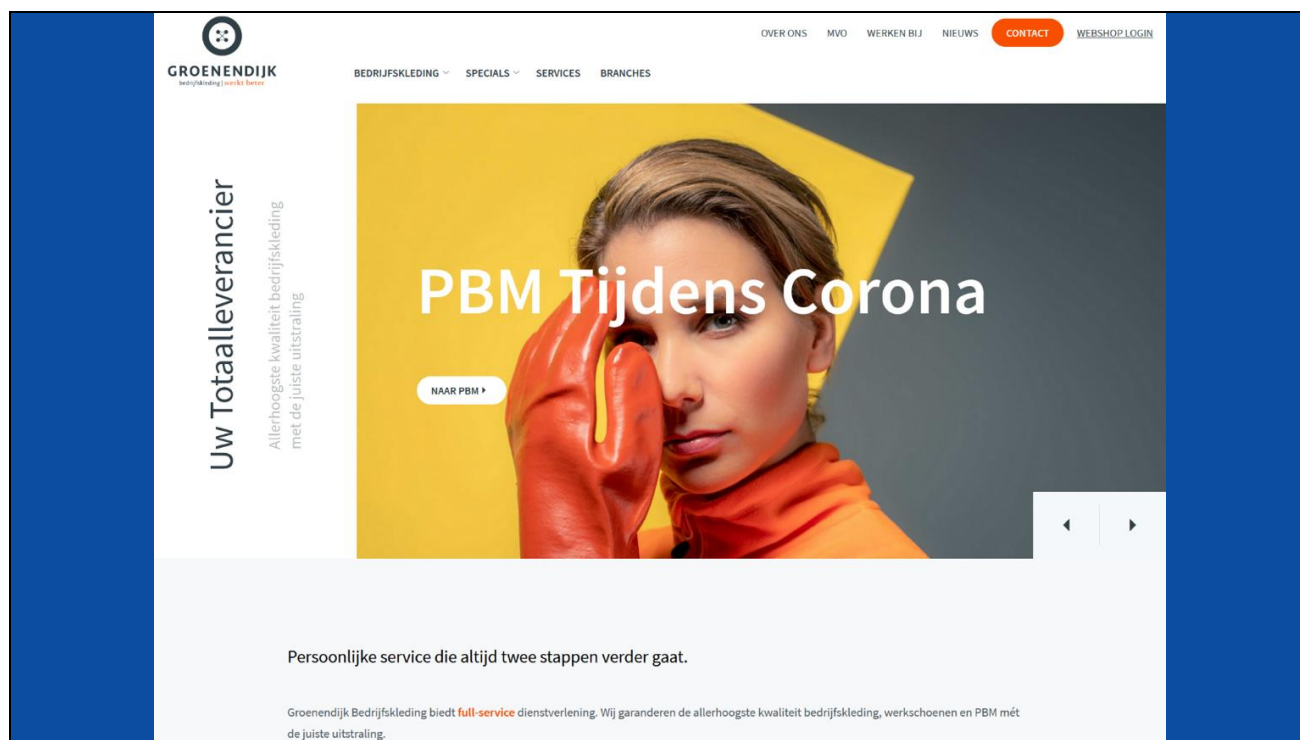 OVER ONS MVO WERKEN BIJ NIEUWS CONTACT WEBSHOP LOGIN
GROENENDIJK
bedrijfskleding | werkt beter
BEDRIJFSKLEDING SPECIALS SERVICES BRANCHES
Uw Totaalleverancier
Allerhoogste kwaliteit bedrijfskleding
met de juiste uitstraling
PBM Tijdens Corona
NAAR PBM
Persoonlijke service die altijd twee stappen verder gaat.
Groenendijk Bedrijfskleding biedt full-service dienstverlening. Wij garanderen de allerhoogste kwaliteit bedrijfskleding, werkschoenen en PBM mét
de juiste uitstraling.